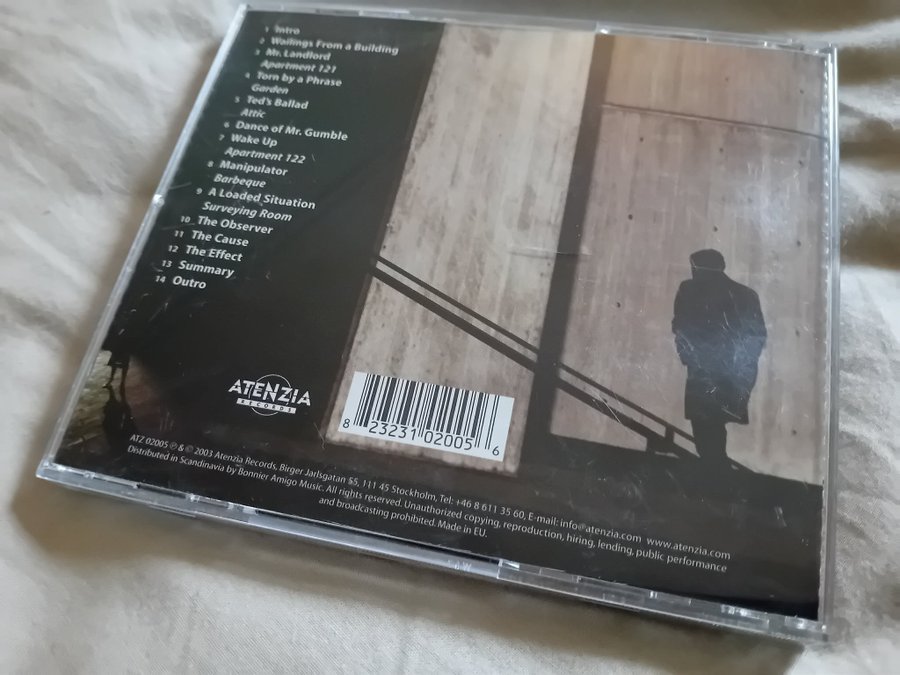 1 Intro
2 Wailings From a Building
3 Mr. Landlord
Apartment 121
4 Torn by a Phrase
Garden
5 Ted's Ballad
Attic
6 Dance of Mr. Gumble
7 Wake Up
Apartment 122
8 Manipulator
Barbeque
9 A Loaded Situation
Surveying Room
10 The Observer
11 The Cause
12 The Effect
13 Summary
14 Outro
ATENZIA
RECORDS
8 23231 02005 6
ATZ 02005 ℗ & © 2003 Atenzia Records, Birger Jarlsgatan 55, 111 45 Stockholm, Tel: +46 8 611 35 60, E-mail: info@atenzia.com www.atenzia.com
Distributed in Scandinavia by Bonnier Amigo Music. All rights reserved. Unauthorized copying, reproduction, hiring, lending, public performance
and broadcasting prohibited. Made in EU.